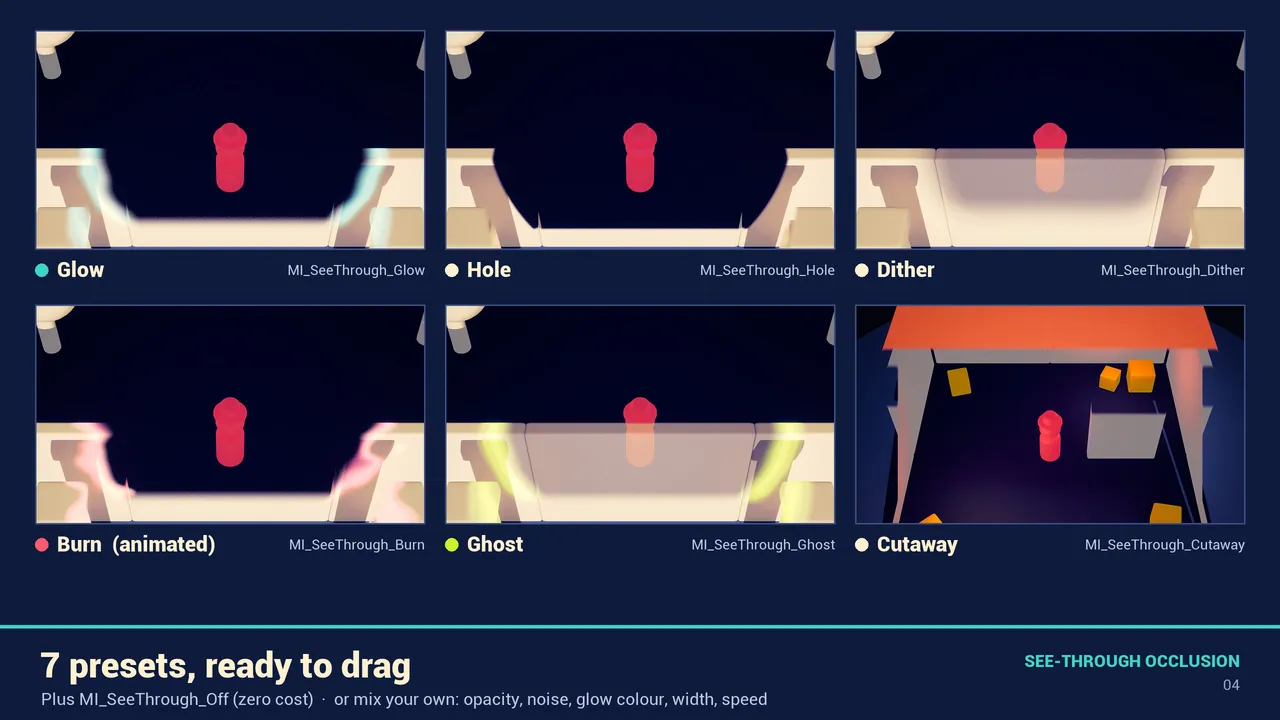 Glow
MI_SeeThrough_Glow
Hole
MI_SeeThrough_Hole
Dither
MI_SeeThrough_Dither
Burn (animated)
MI_SeeThrough_Burn
Ghost
MI_SeeThrough_Ghost
Cutaway
MI_SeeThrough_Cutaway
7 presets, ready to drag
Plus MI_SeeThrough_Off (zero cost) · or mix your own: opacity, noise, glow colour, width, speed
SEE-THROUGH OCCLUSION
04